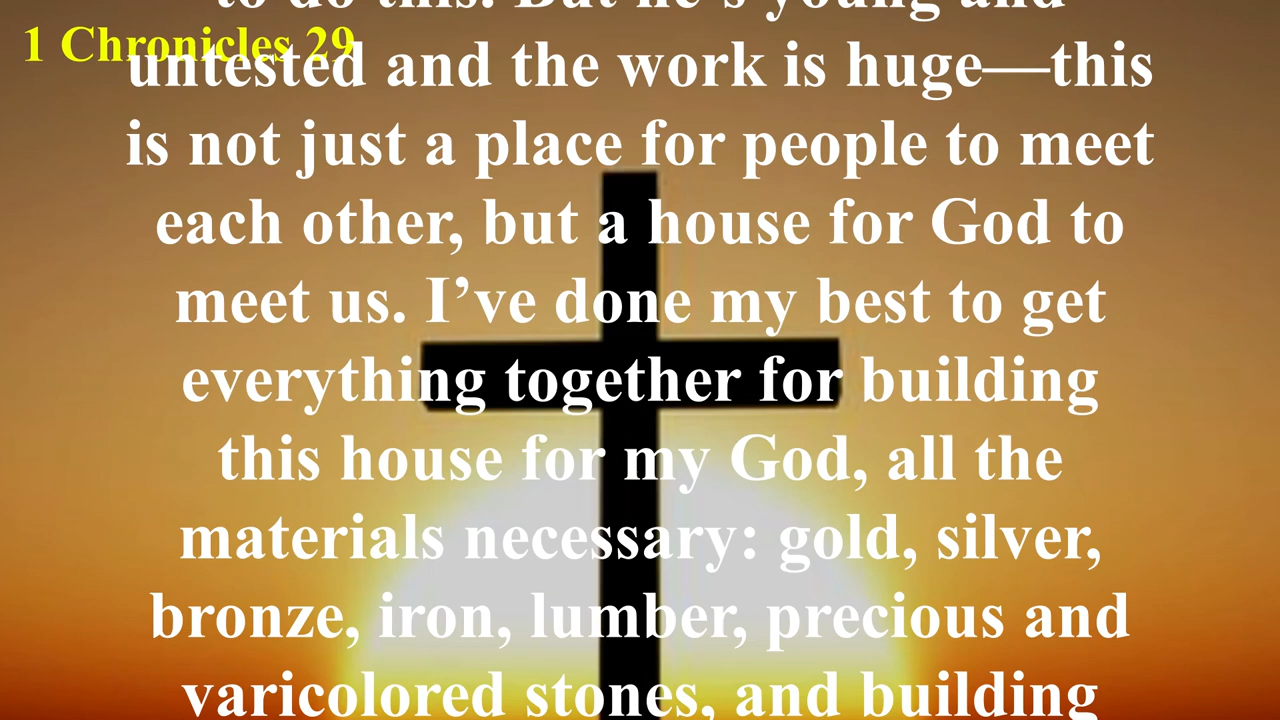 to do this. But he's young and
1 Chronicles 29
untested and the work is huge—this
is not just a place for people to meet
each other, but a house for God to
meet us. I’ve done my best to get
everything together for building
this house for my God, all the
materials necessary: gold, silver,
bronze, iron, lumber, precious and
varicolored stones, and building